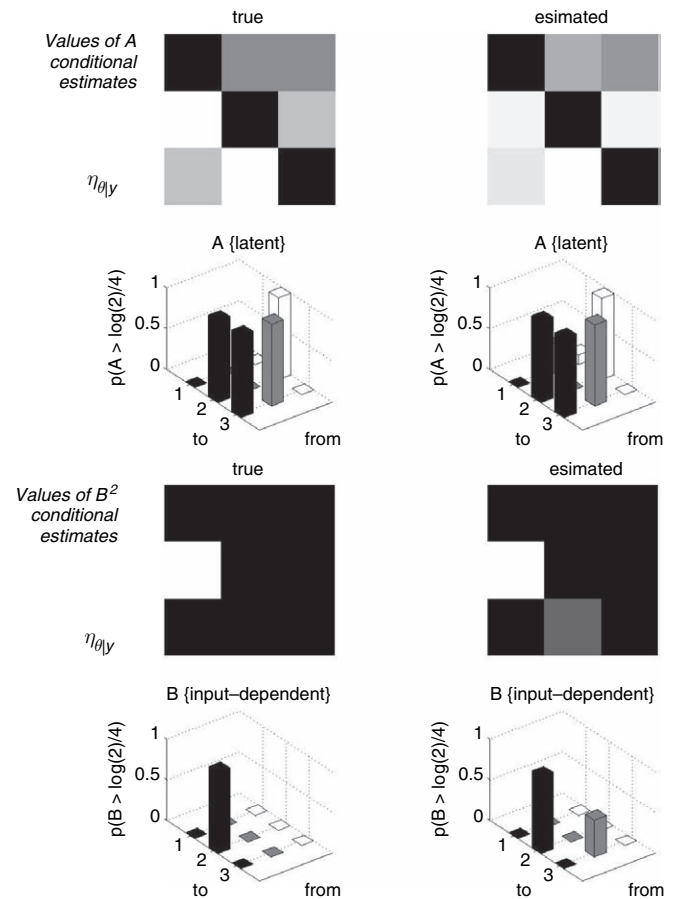 true
esimated
Values of A
conditional
estimates
ηθ|y
A {latent}
A {latent}
p(A > log(2)/4)
1
0.5
0
1
2
3
to
from
p(A > log(2)/4)
1
0.5
0
1
2
3
to
from
true
esimated
Values of B²
conditional
estimates
ηθ|y
B {input–dependent}
B {input–dependent}
p(B > log(2)/4)
1
0.5
0
1
2
3
to
from
p(B > log(2)/4)
1
0.5
0
1
2
3
to
from